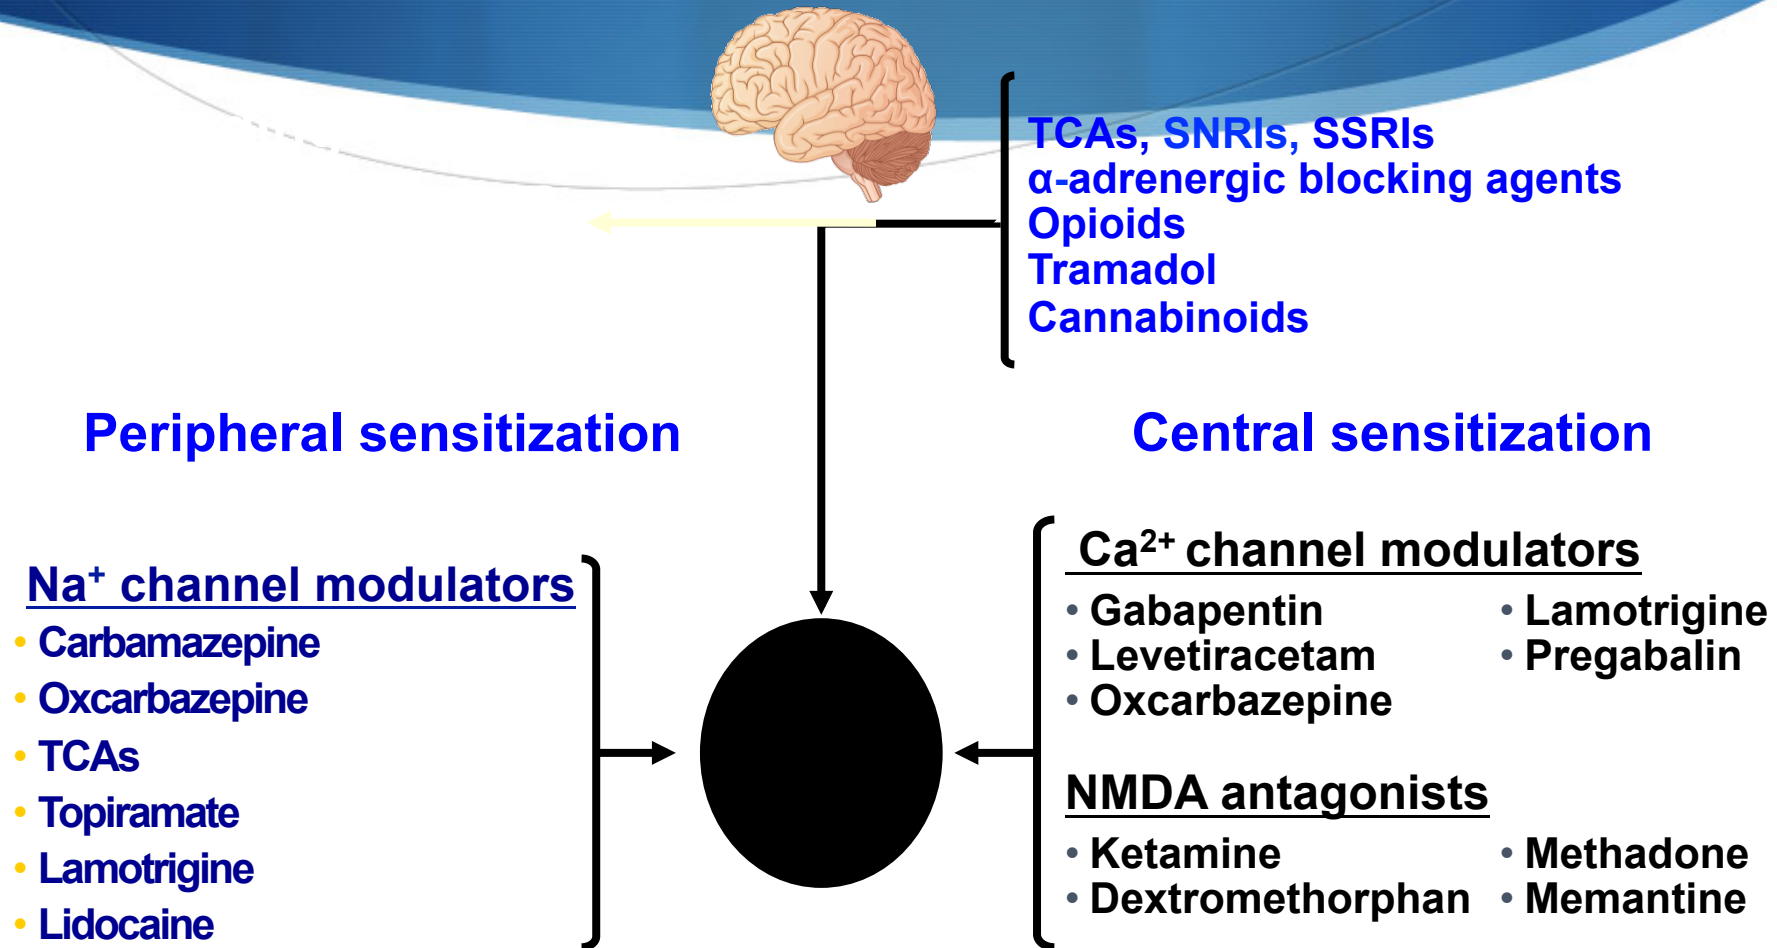 TCAs, SNRIs, SSRIs
α-adrenergic blocking agents
Opioids
Tramadol
Cannabinoids
Peripheral sensitization
Central sensitization
Na⁺ channel modulators
• Carbamazepine
• Oxcarbazepine
• TCAs
• Topiramate
• Lamotrigine
• Lidocaine
Ca²⁺ channel modulators
• Gabapentin
• Levetiracetam
• Oxcarbazepine
• Lamotrigine
• Pregabalin
NMDA antagonists
• Ketamine
• Dextromethorphan
• Methadone
• Memantine